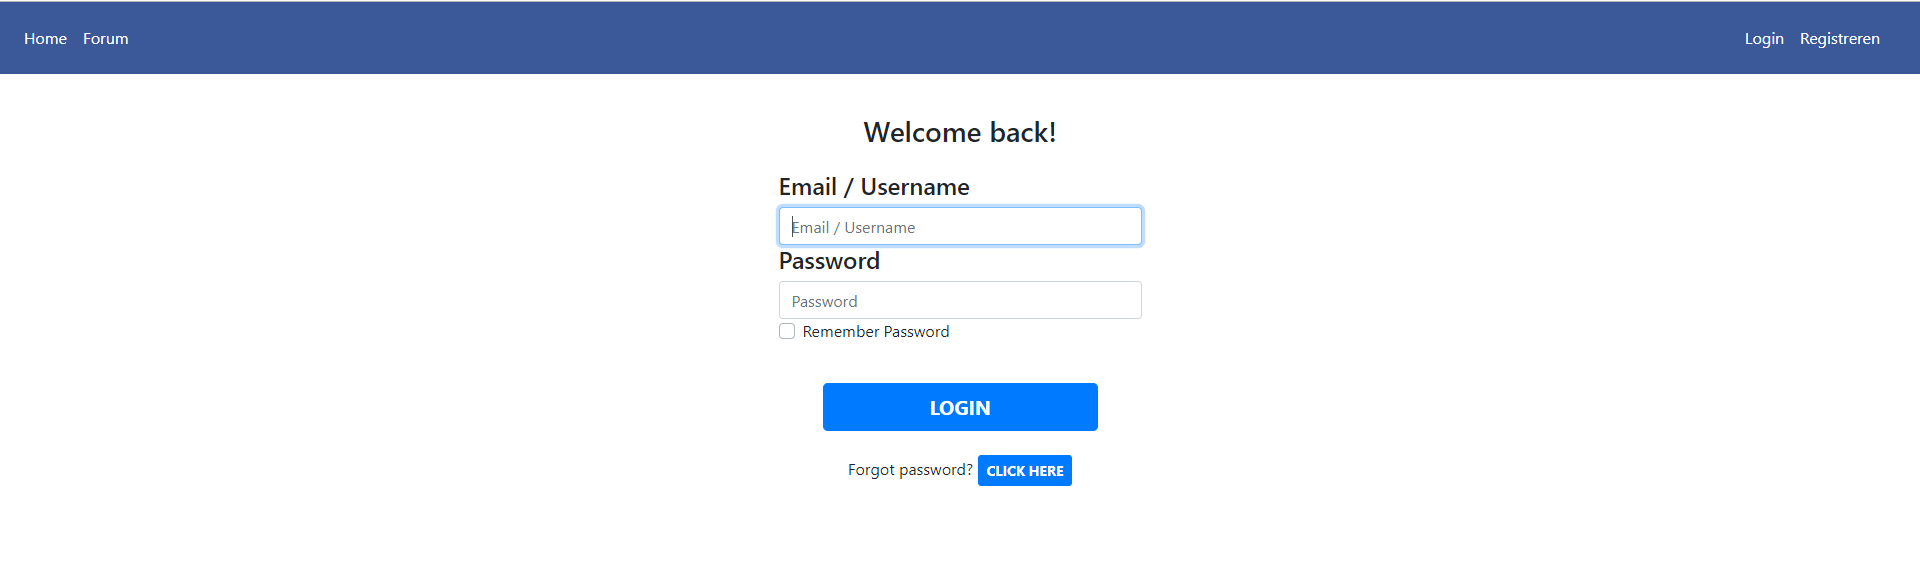 Home Forum Login Registreren
Welcome back!
Email / Username
Email / Username
Password
Password
Remember Password
LOGIN
Forgot password? CLICK HERE